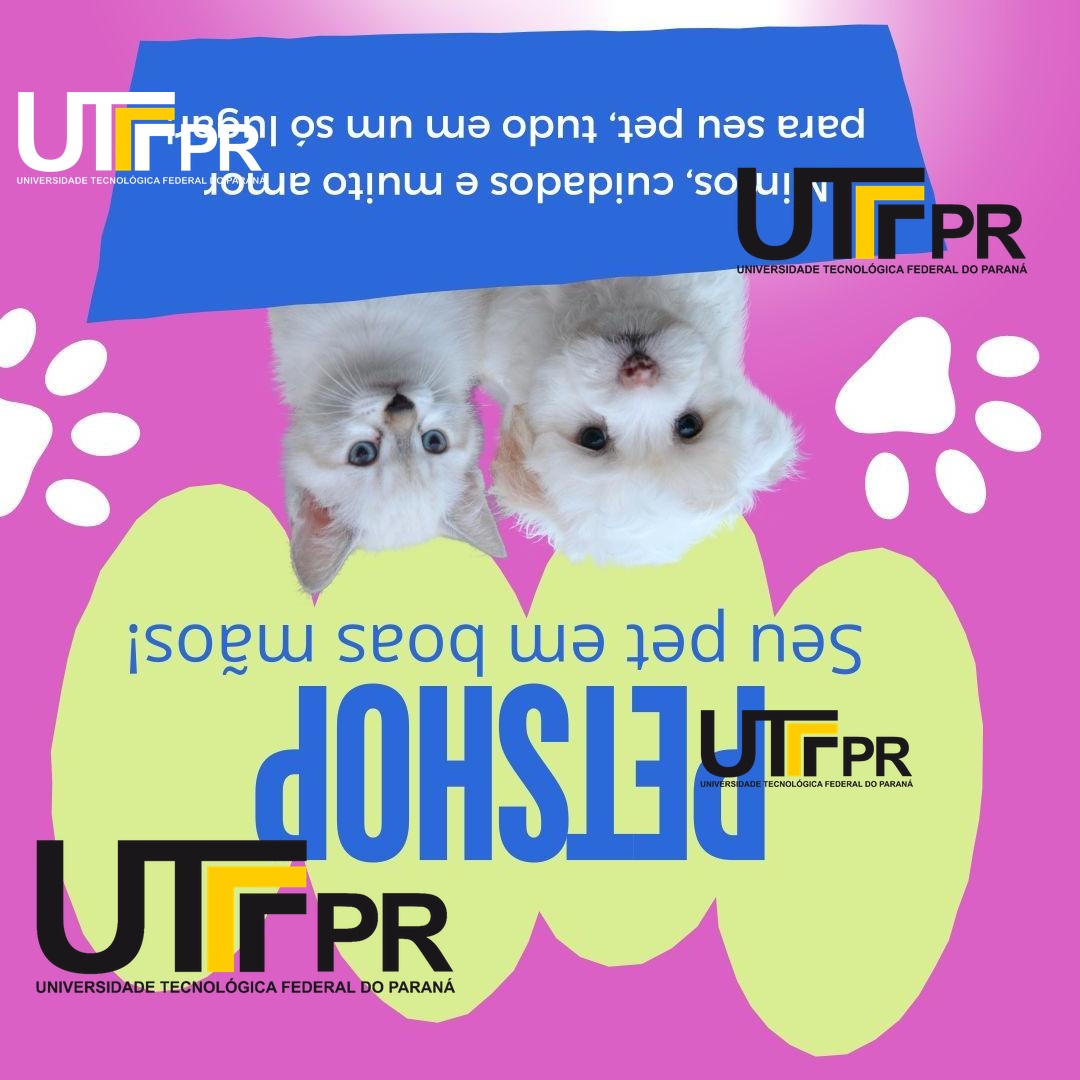 PETSHOP
Seu pet em boas mãos!
Mimos, cuidados e muito amor
para seu pet, tudo em um só lugar
UTFPR
UNIVERSIDADE TECNOLÓGICA FEDERAL DO PARANÁ
UTFPR
UNIVERSIDADE TECNOLÓGICA FEDERAL DO PARANÁ
UTFPR
UNIVERSIDADE TECNOLÓGICA FEDERAL DO PARANÁ
UTFPR
UNIVERSIDADE TECNOLÓGICA FEDERAL DO PARANÁ